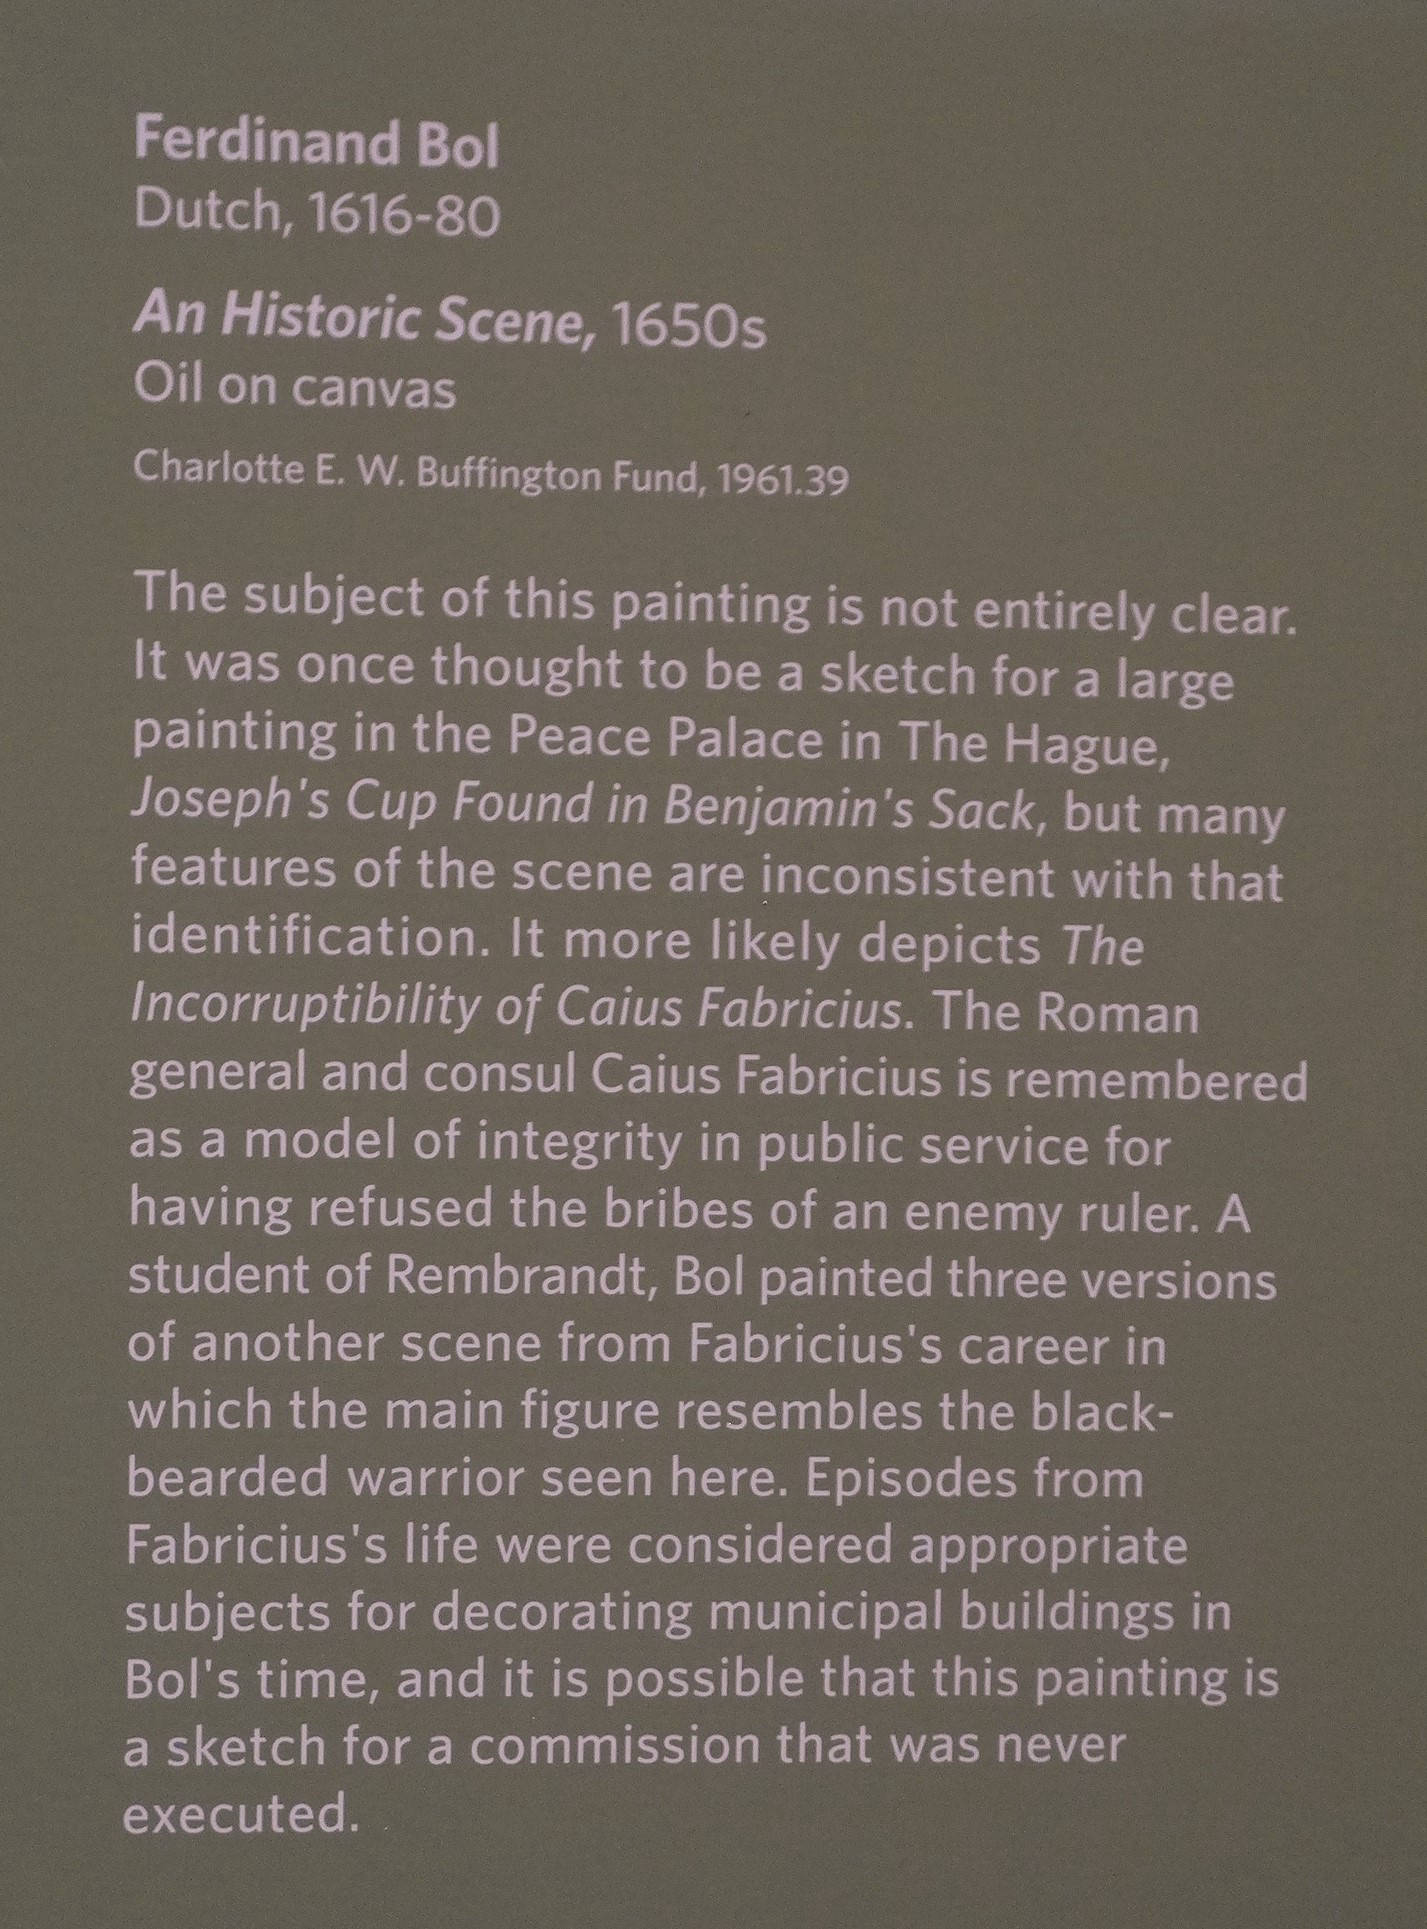 Ferdinand Bol
Dutch, 1616-80
An Historic Scene, 1650s
Oil on canvas
Charlotte E. W. Buffington Fund, 1961.39
The subject of this painting is not entirely clear.
It was once thought to be a sketch for a large
painting in the Peace Palace in The Hague,
Joseph's Cup Found in Benjamin's Sack, but many
features of the scene are inconsistent with that
identification. It more likely depicts The
Incorruptibility of Caius Fabricius. The Roman
general and consul Caius Fabricius is remembered
as a model of integrity in public service for
having refused the bribes of an enemy ruler. A
student of Rembrandt, Bol painted three versions
of another scene from Fabricius's career in
which the main figure resembles the black-
bearded warrior seen here. Episodes from
Fabricius's life were considered appropriate
subjects for decorating municipal buildings in
Bol's time, and it is possible that this painting is
a sketch for a commission that was never
executed.